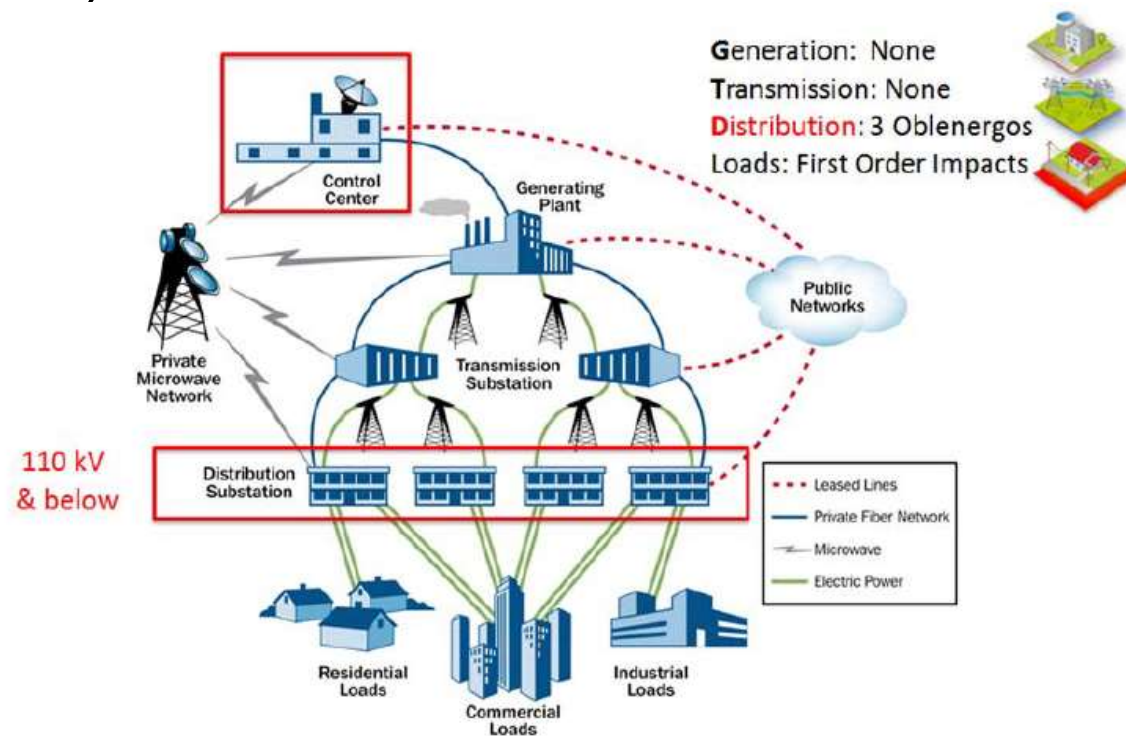 Generation: None
Transmission: None
Distribution: 3 Oblenergos
Loads: First Order Impacts
Control
Center
Generating
Plant
Public
Networks
Private
Microwave
Network
Transmission
Substation
110 kV
& below
Distribution
Substation
Leased Lines
Private Fiber Network
Microwave
Electric Power
Residential
Loads
Commercial
Loads
Industrial
Loads